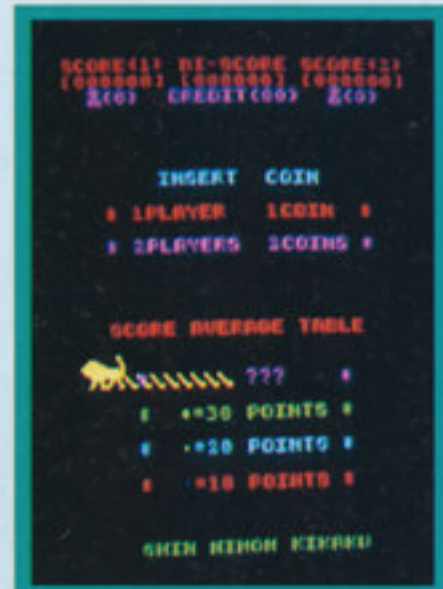 SCORE(1) HI-SCORE SCORE(2)
[000000] [000000] [000000]
(0) CREDIT(00) (0)
INSERT COIN
* 1PLAYER 1COIN *
* 2PLAYERS 2COINS *
SCORE AVERAGE TABLE
??? *
* =30 POINTS *
* =20 POINTS *
* =10 POINTS *
SHIN NIHON KIKAKU